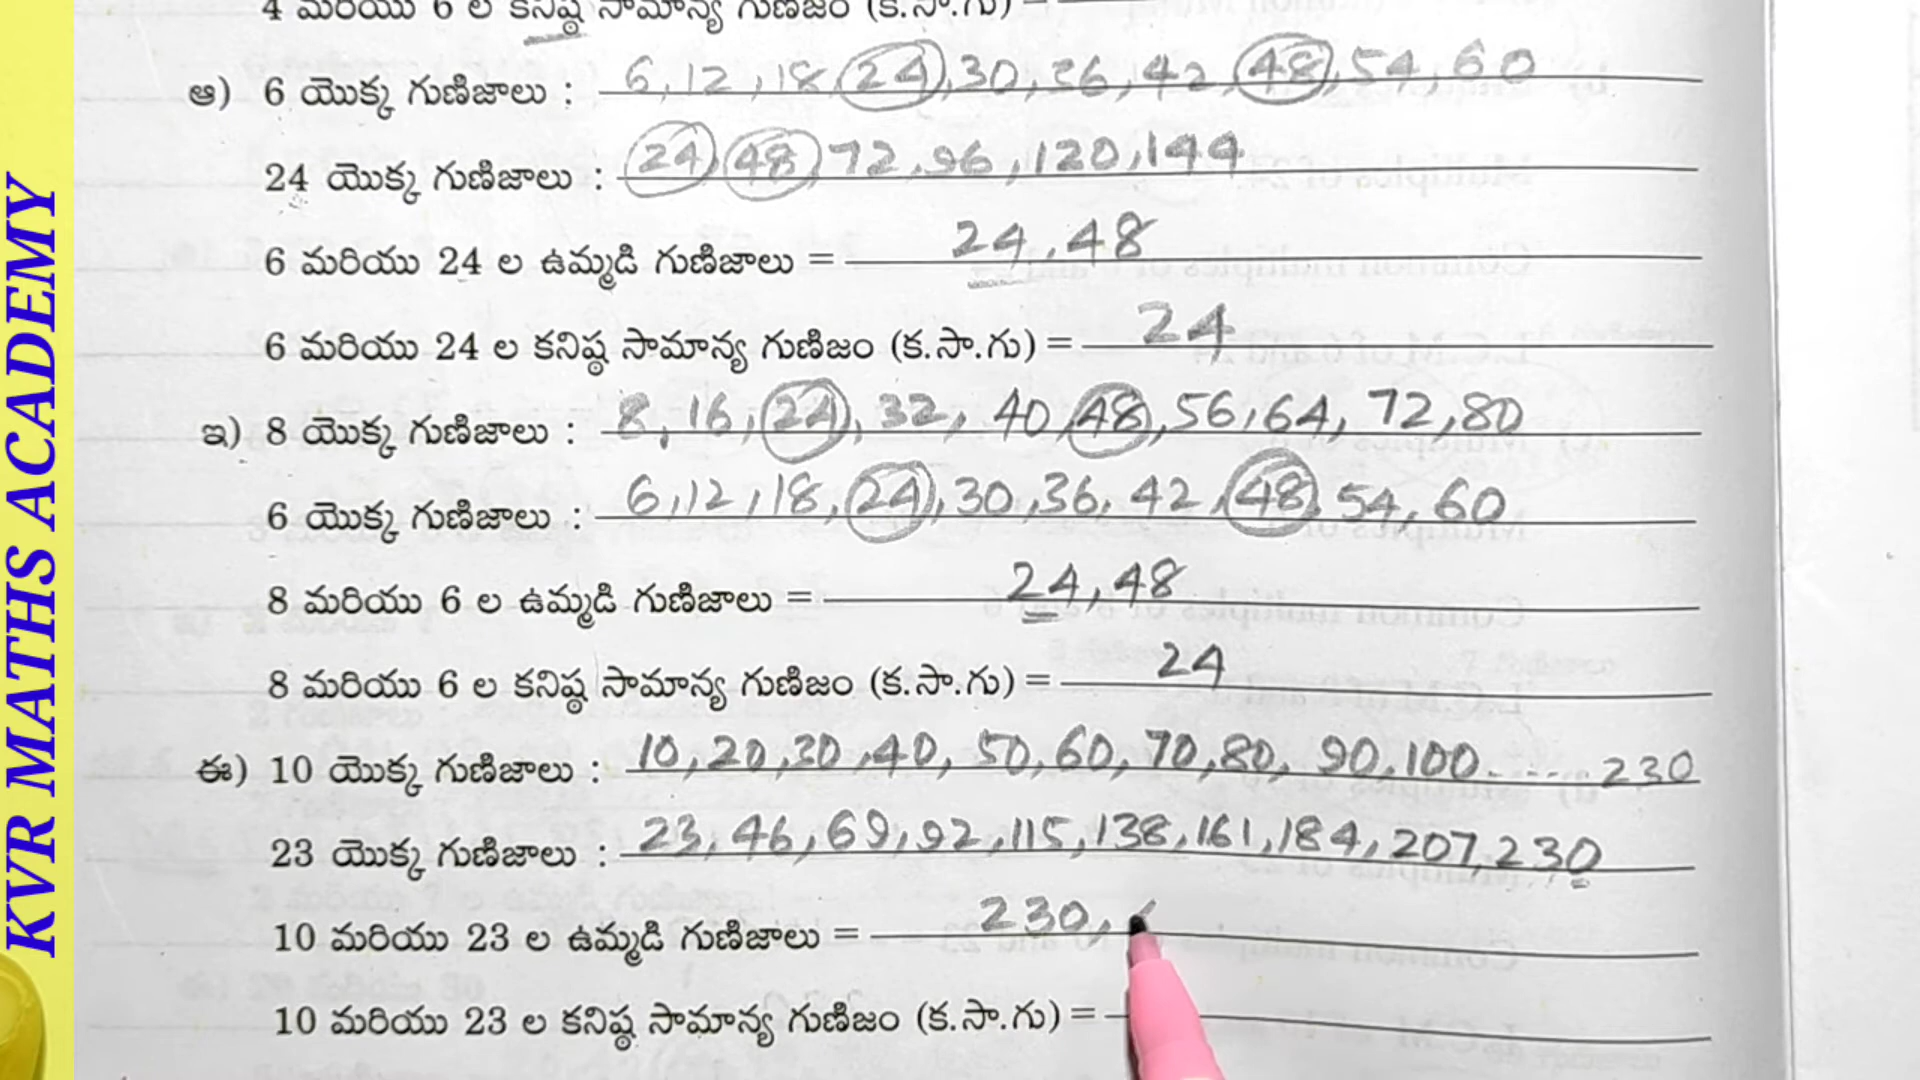 KVR MATHS ACADEMY
4 మరియు 6 ల కనిష్ఠ సామాన్య గుణిజం (క.సా.గు) =
ఆ) 6 యొక్క గుణిజాలు : 6,12,18,24,30,36,42,48,54,60
24 యొక్క గుణిజాలు : 24,48,72,96,120,144
6 మరియు 24 ల ఉమ్మడి గుణిజాలు = 24,48
6 మరియు 24 ల కనిష్ఠ సామాన్య గుణిజం (క.సా.గు) = 24
ఇ) 8 యొక్క గుణిజాలు : 8,16,24,32,40,48,56,64,72,80
6 యొక్క గుణిజాలు : 6,12,18,24,30,36,42,48,54,60
8 మరియు 6 ల ఉమ్మడి గుణిజాలు = 24,48
8 మరియు 6 ల కనిష్ఠ సామాన్య గుణిజం (క.సా.గు) = 24
ఈ) 10 యొక్క గుణిజాలు : 10,20,30,40,50,60,70,80,90,100.....230
23 యొక్క గుణిజాలు : 23,46,69,92,115,138,161,184,207,230
10 మరియు 23 ల ఉమ్మడి గుణిజాలు = 230,
10 మరియు 23 ల కనిష్ఠ సామాన్య గుణిజం (క.సా.గు) =